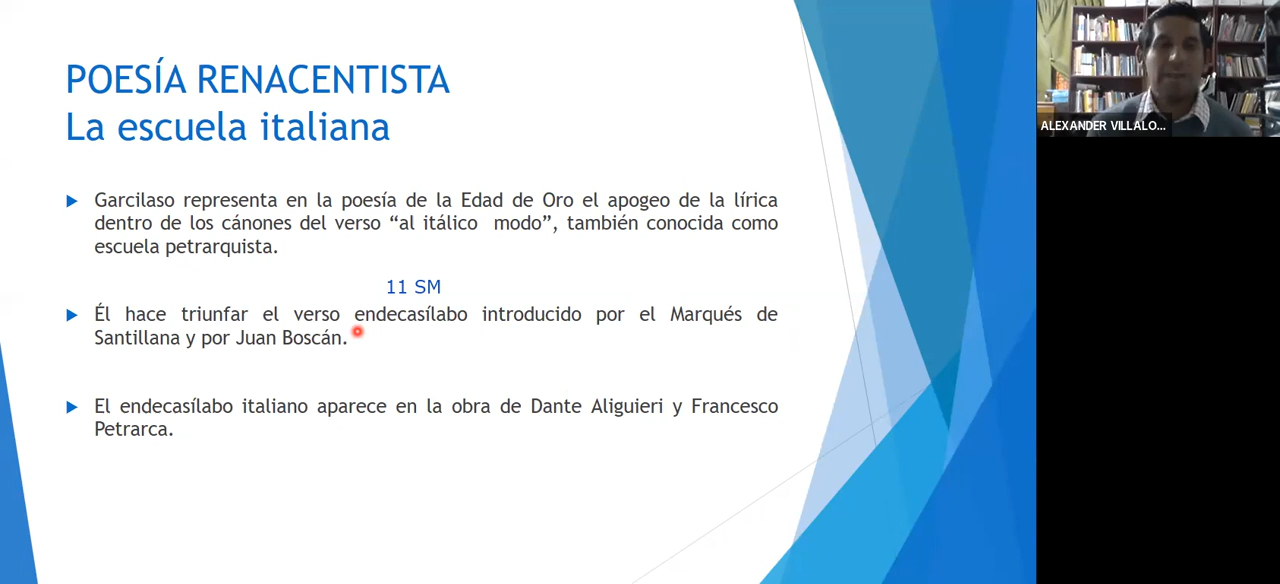 POESÍA RENACENTISTA
La escuela italiana
Garcilaso representa en la poesía de la Edad de Oro el apogeo de la lírica
dentro de los cánones del verso “al itálico modo”, también conocida como
escuela petrarquista.
11 SM
Él hace triunfar el verso endecasílabo introducido por el Marqués de
Santillana y por Juan Boscán.
El endecasílabo italiano aparece en la obra de Dante Aliguieri y Francesco
Petrarca.
ALEXANDER VILLALO...